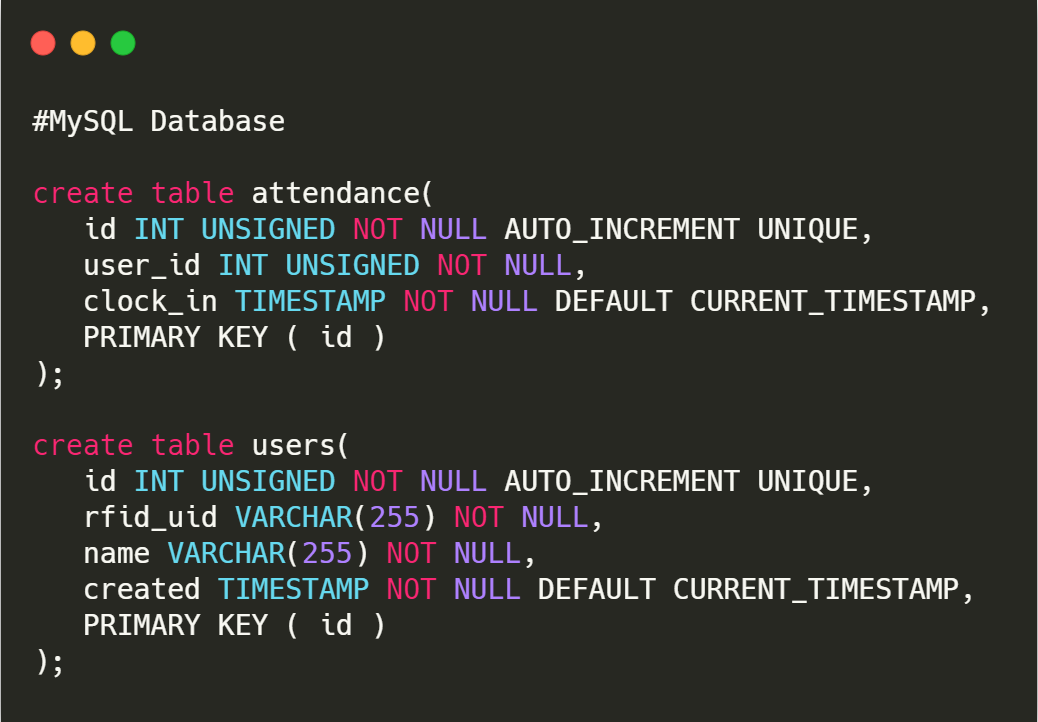 #MySQL Database
create table attendance(
id INT UNSIGNED NOT NULL AUTO_INCREMENT UNIQUE,
user_id INT UNSIGNED NOT NULL,
clock_in TIMESTAMP NOT NULL DEFAULT CURRENT_TIMESTAMP,
PRIMARY KEY ( id )
);
create table users(
id INT UNSIGNED NOT NULL AUTO_INCREMENT UNIQUE,
rfid_uid VARCHAR(255) NOT NULL,
name VARCHAR(255) NOT NULL,
created TIMESTAMP NOT NULL DEFAULT CURRENT_TIMESTAMP,
PRIMARY KEY ( id )
);